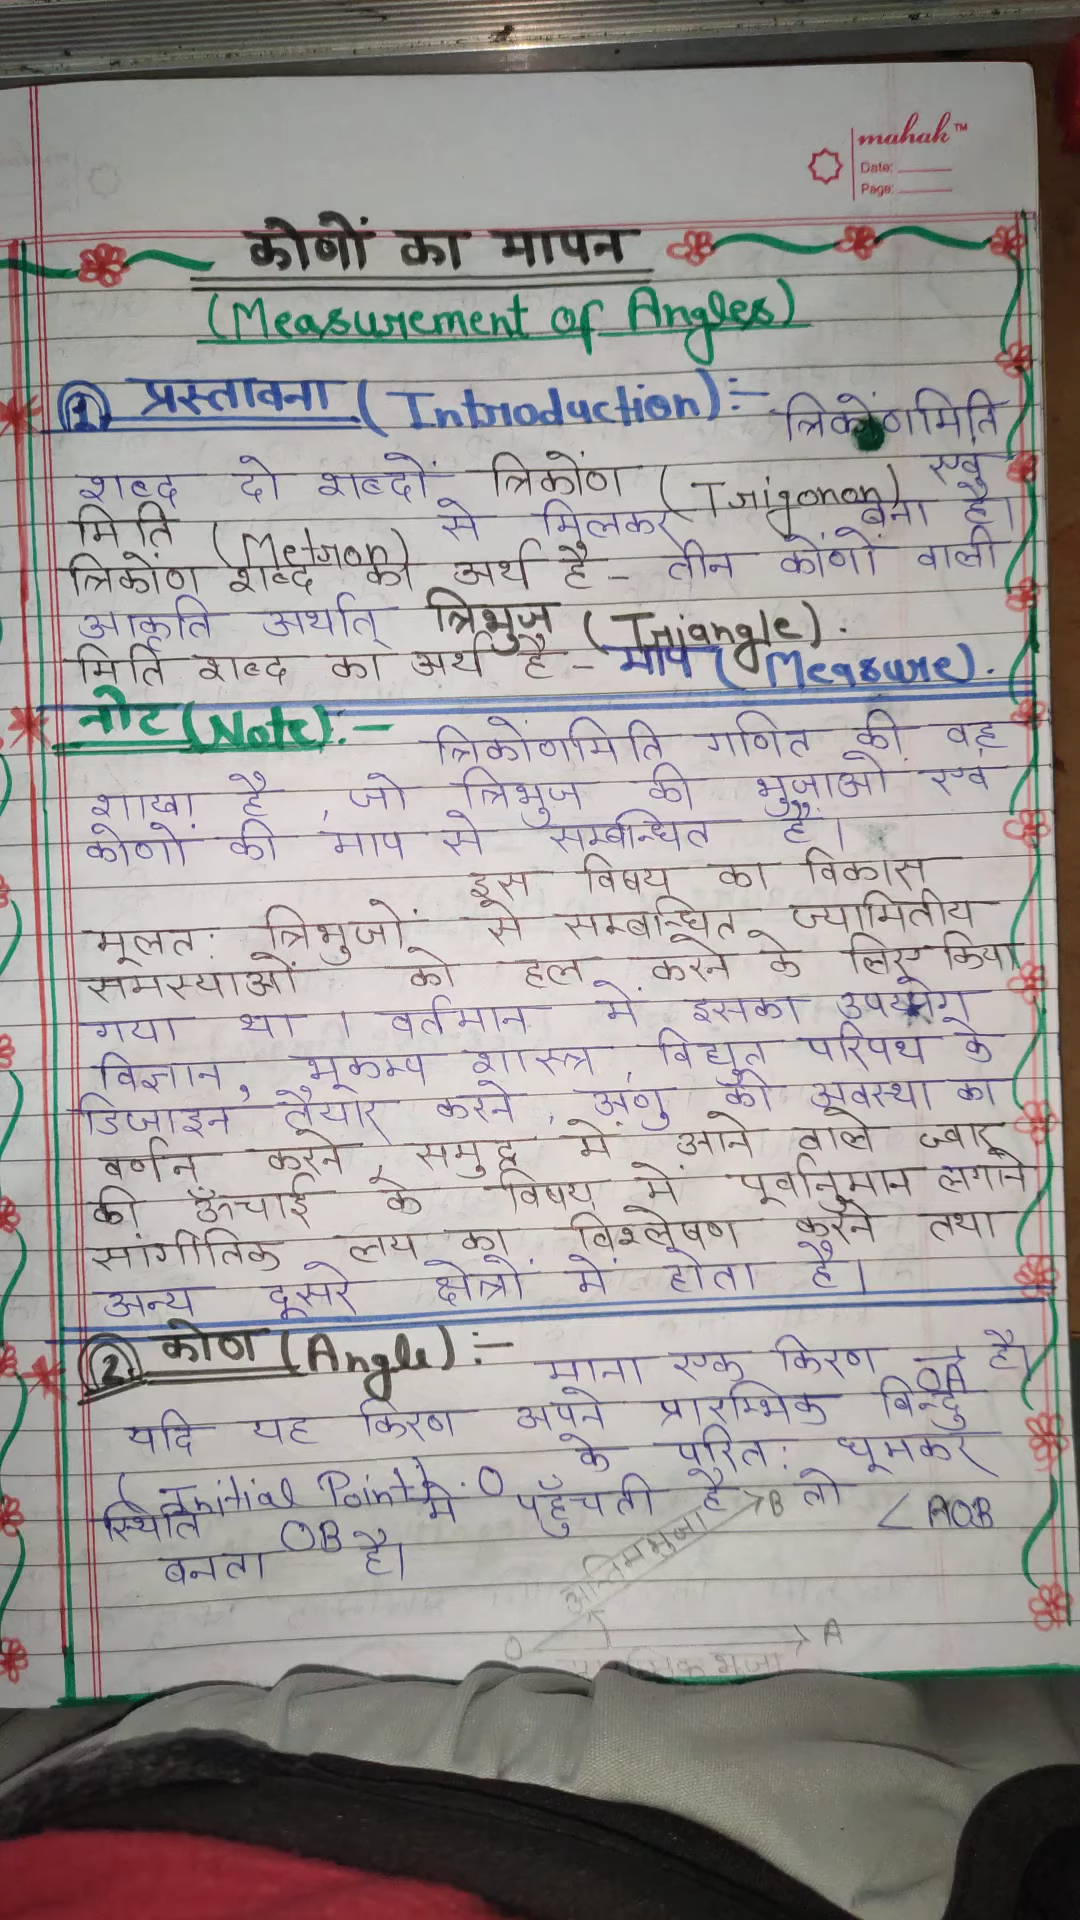 mahak™
Date:
Page:
कोणों का मापन
(Measurement of Angles)
① प्रस्तावना (Introduction):-
त्रिकोंणमिति
शब्द दो शब्दों त्रिकोंण (Trigonon) एवं
मिति (Metron) से मिलकर बना है।
त्रिकोंण शब्द का अर्थ है - तीन कोंणों वाली
आकृति अर्थात् त्रिभुज (Triangle).
मिति शब्द का अर्थ है - माप (Measure).
नोट (Note):-
त्रिकोंणमिति गणित की वह
शाखा है, जो त्रिभुज की भुजाओं एवं
कोणों की माप से सम्बन्धित है।
इस विषय का विकास
मूलतः त्रिभुजों से सम्बन्धित ज्यामितीय
समस्याओं को हल करने के लिए किया
गया था। वर्तमान में इसका उपयोग
विज्ञान, भूकम्प शास्त्र, विद्युत परिपथ के
डिजाइन तैयार करने, अणु की अवस्था का
वर्णन करने, समुद्र में आने वाले ज्वार
की ऊँचाई के विषय में पूर्वानुमान लगाने
सांगीतिक लय का विश्लेषण करने तथा
अन्य दूसरे क्षेत्रों में होता है।
② कोण (Angle):-
माना एक किरण OA है।
यदि यह किरण अपने प्रारम्भिक बिन्दु
(Initial Point). O के परितः घूमकर
स्थिति OB में पहुँचती है तो ∠AOB
बनता है।
B
अन्तिम भुजा
O A
भुजा